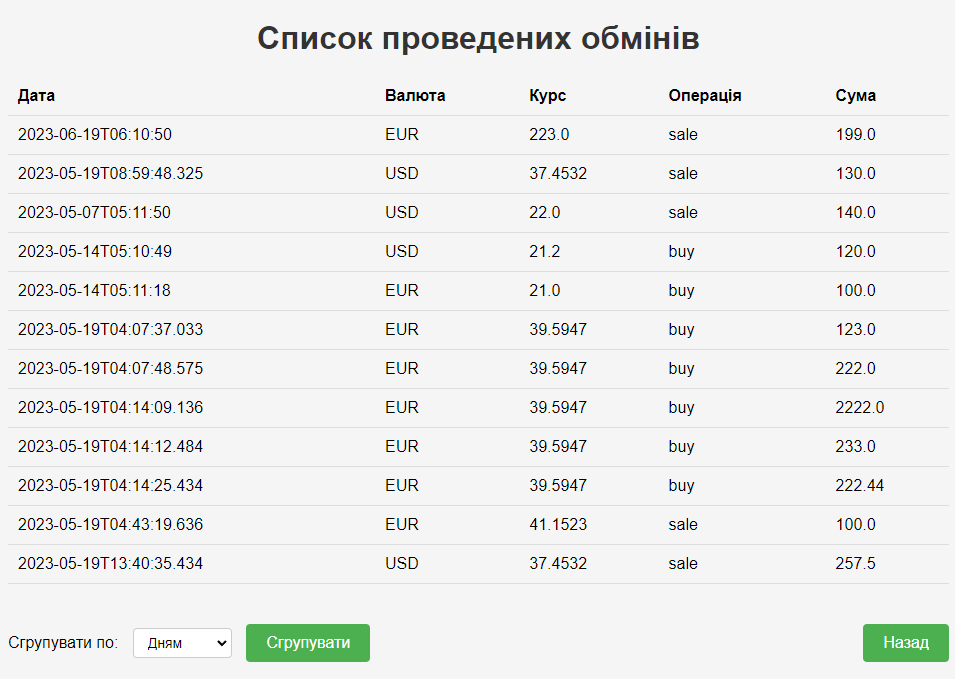 Список проведених обмінів
Дата Валюта Курс Операція Сума
2023-06-19T06:10:50 EUR 223.0 sale 199.0
2023-05-19T08:59:48.325 USD 37.4532 sale 130.0
2023-05-07T05:11:50 USD 22.0 sale 140.0
2023-05-14T05:10:49 USD 21.2 buy 120.0
2023-05-14T05:11:18 EUR 21.0 buy 100.0
2023-05-19T04:07:37.033 EUR 39.5947 buy 123.0
2023-05-19T04:07:48.575 EUR 39.5947 buy 222.0
2023-05-19T04:14:09.136 EUR 39.5947 buy 2222.0
2023-05-19T04:14:12.484 EUR 39.5947 buy 233.0
2023-05-19T04:14:25.434 EUR 39.5947 buy 222.44
2023-05-19T04:43:19.636 EUR 41.1523 sale 100.0
2023-05-19T13:40:35.434 USD 37.4532 sale 257.5
Сгрупувати по: Дням Сгрупувати Назад